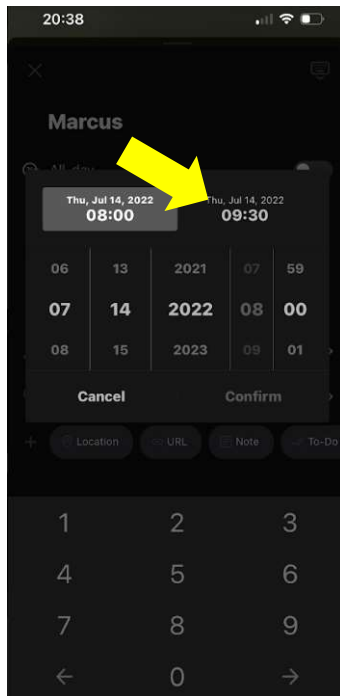 20:38
Marcus
All-day
Thu, Jul 14, 2022
08:00
Thu, Jul 14, 2022
09:30
06 13 2021 07 59
07 14 2022 08 00
08 15 2023 09 01
Cancel Confirm
+ Location URL Note To-Do
1 2 3
4 5 6
7 8 9
← 0 →